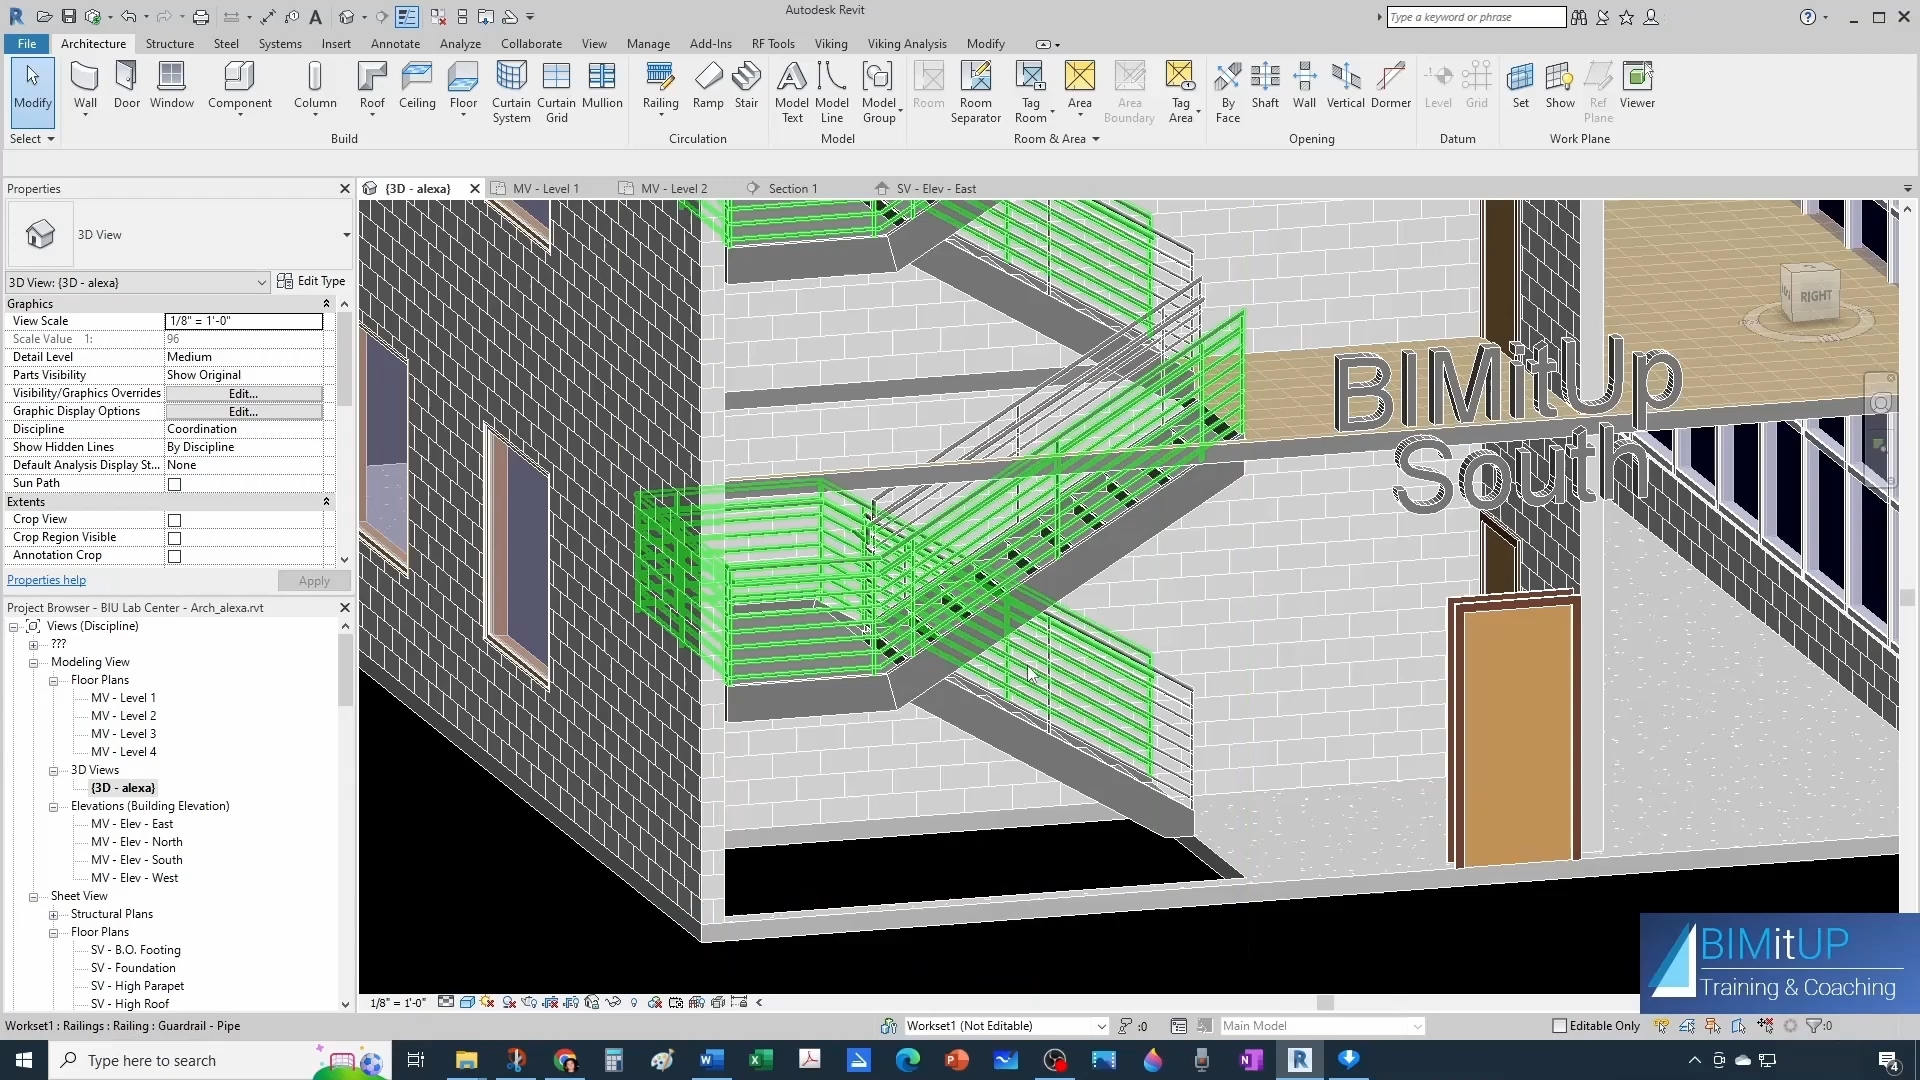 Autodesk Revit
Type a keyword or phrase
File Architecture Structure Steel Systems Insert Annotate Analyze Collaborate View Manage Add-Ins RF Tools Viking Viking Analysis Modify
Modify Wall Door Window Component Column Roof Ceiling Floor Curtain System Curtain Grid Mullion Railing Ramp Stair Model Text Model Line Model Group Room Room Separator Tag Room Area Area Boundary Tag Area By Face Shaft Wall Vertical Dormer Level Grid Set Show Ref Plane Viewer
Select Build Circulation Model Room & Area Opening Datum Work Plane
Properties
{3D - alexa} MV - Level 1 MV - Level 2 Section 1 SV - Elev - East
3D View
3D View: {3D - alexa} Edit Type
Graphics
View Scale 1/8" = 1'-0"
Scale Value 1: 96
Detail Level Medium
Parts Visibility Show Original
Visibility/Graphics Overrides Edit...
Graphic Display Options Edit...
Discipline Coordination
Show Hidden Lines By Discipline
Default Analysis Display St... None
Sun Path
Extents
Crop View
Crop Region Visible
Annotation Crop
Properties help Apply
Project Browser - BIU Lab Center - Arch_alexa.rvt
Views (Discipline)
???
Modeling View
Floor Plans
MV - Level 1
MV - Level 2
MV - Level 3
MV - Level 4
3D Views
{3D - alexa}
Elevations (Building Elevation)
MV - Elev - East
MV - Elev - North
MV - Elev - South
MV - Elev - West
Sheet View
Structural Plans
Floor Plans
SV - B.O. Footing
SV - Foundation
SV - High Parapet
SV - High Roof
RIGHT
BIMitUp
South
BIMitUP
Training & Coaching
1/8" = 1'-0"
Workset1 : Railings : Railing : Guardrail - Pipe
Workset1 (Not Editable) :0 Main Model Editable Only :0
Type here to search
4